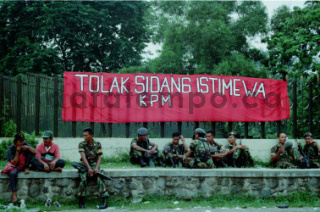 TOLAK SIDANG ISTIMEWA
KPM